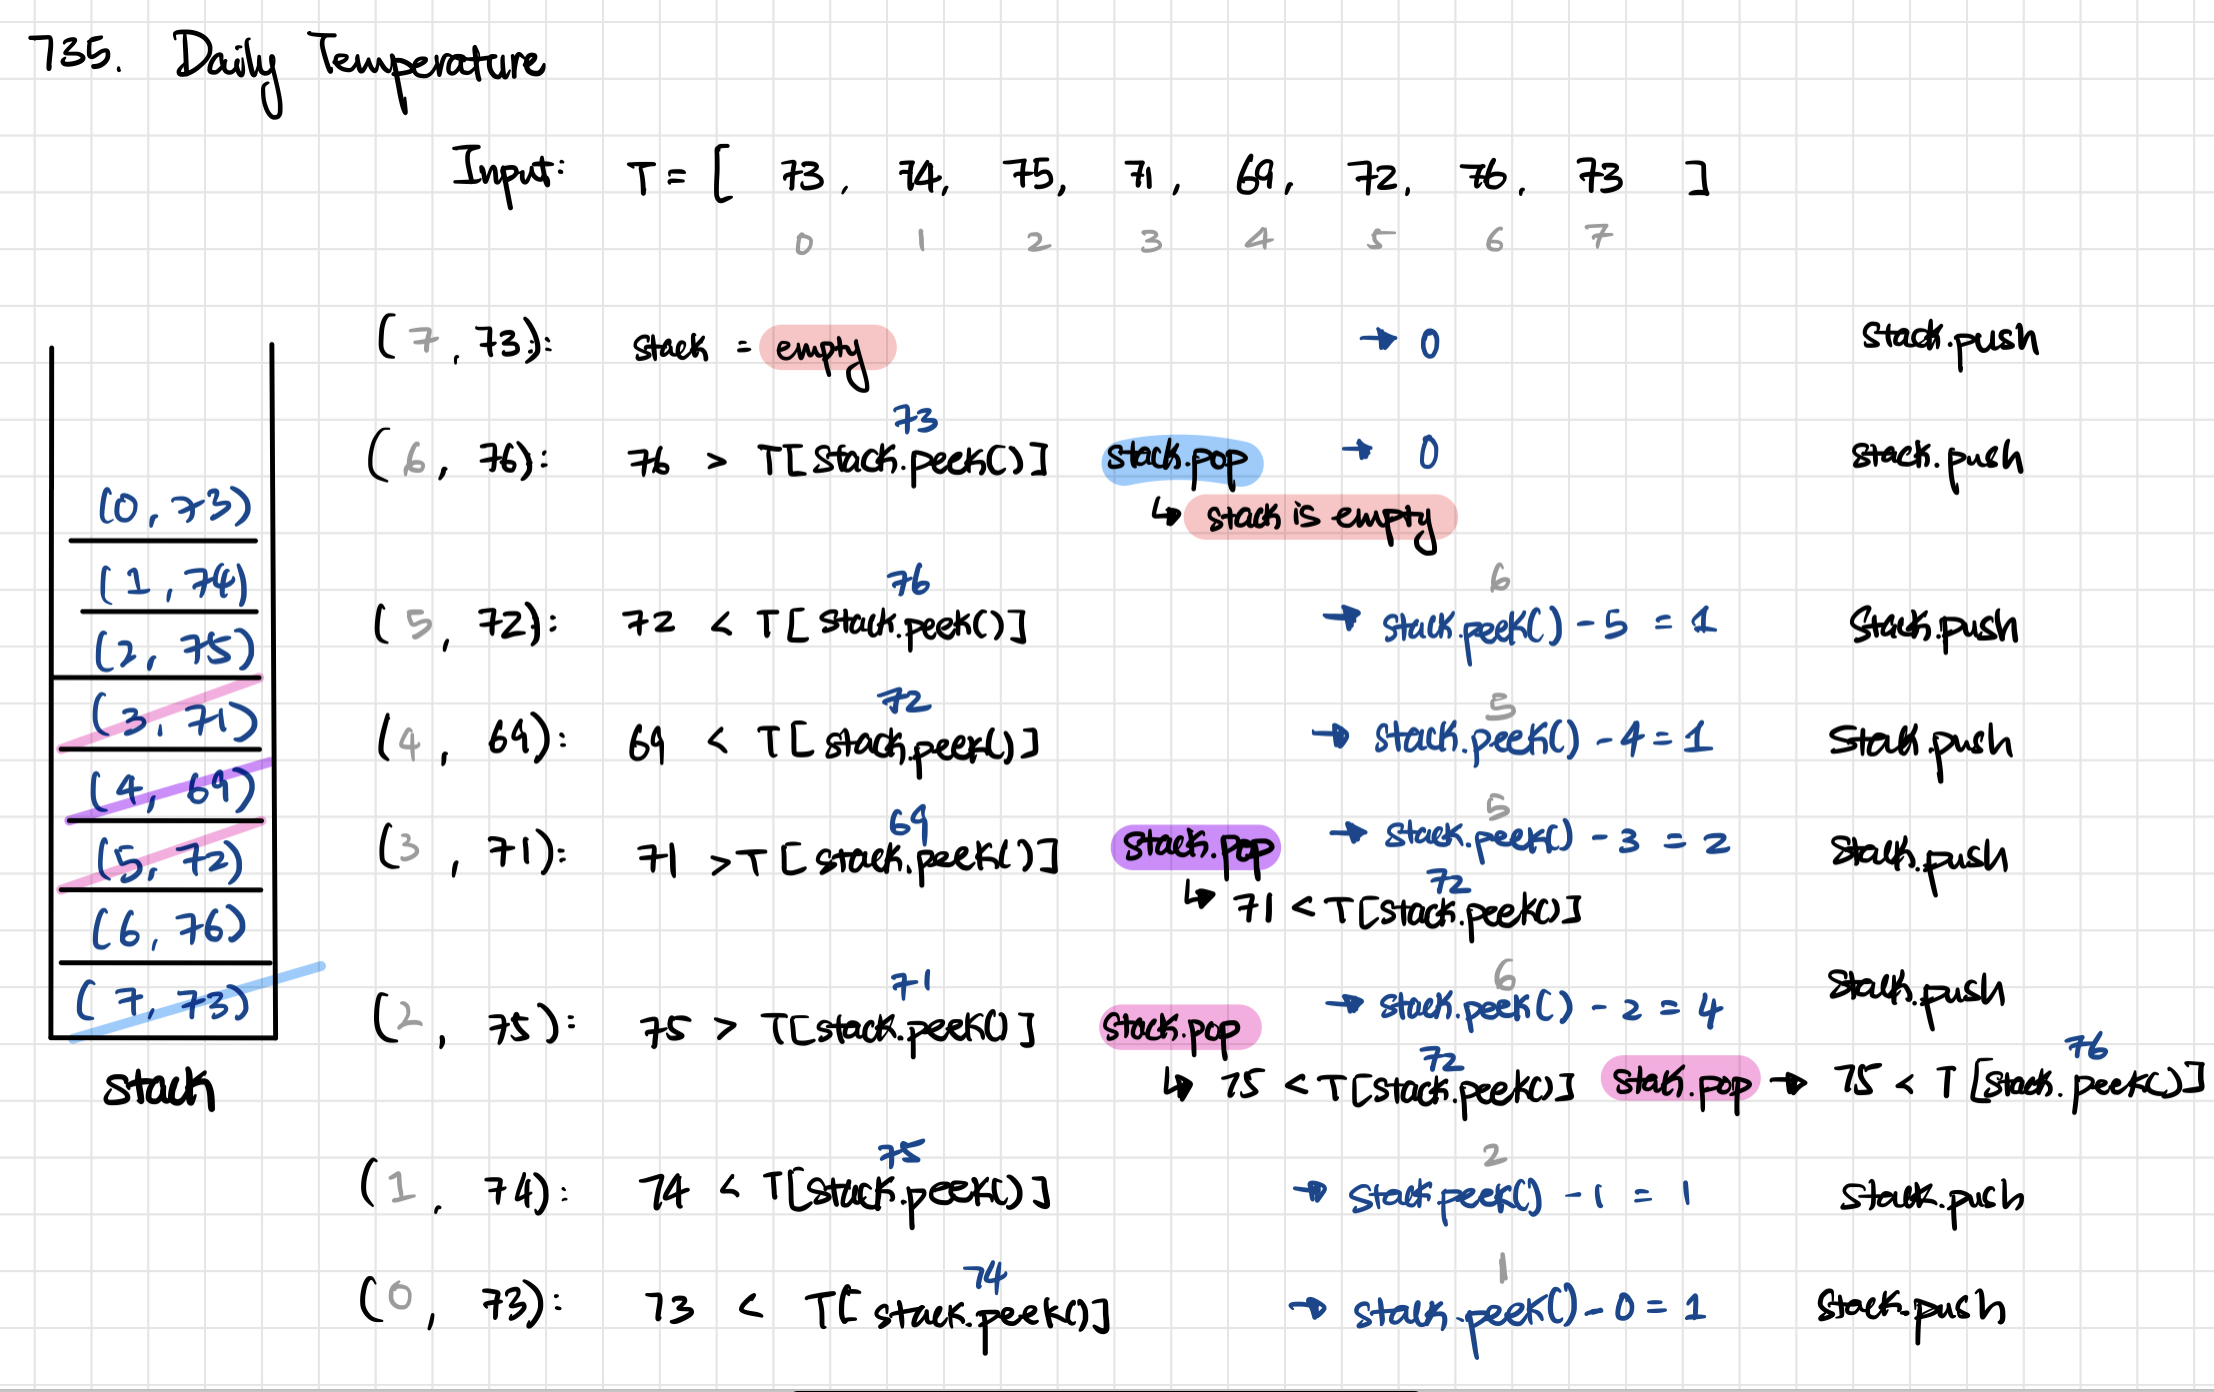 735. Daily Temperature
Input: T = [ 73, 74, 75, 71, 69, 72, 76, 73 ]
0 1 2 3 4 5 6 7
(7, 73): stack = empty → 0 stack.push
73
(6, 76): 76 > T[stack.peek()] stack.pop → 0 stack.push
↳ stack is empty
76 6
(5, 72): 72 < T[stack.peek()] → stack.peek() - 5 = 1 stack.push
72 5
(4, 69): 69 < T[stack.peek()] → stack.peek() - 4 = 1 stack.push
69 5
(3, 71): 71 > T[stack.peek()] stack.pop → stack.peek() - 3 = 2 stack.push
72
↳ 71 < T[stack.peek()]
71 6
(2, 75): 75 > T[stack.peek()] stack.pop → stack.peek() - 2 = 4 stack.push
72 76
↳ 75 < T[stack.peek()] stack.pop → 75 < T[stack.peek()]
75 2
(1, 74): 74 < T[stack.peek()] → stack.peek() - 1 = 1 stack.push
74 1
(0, 73): 73 < T[stack.peek()] → stack.peek() - 0 = 1 stack.push
(0, 73)
(1, 74)
(2, 75)
(3, 71)
(4, 69)
(5, 72)
(6, 76)
(7, 73)
stack